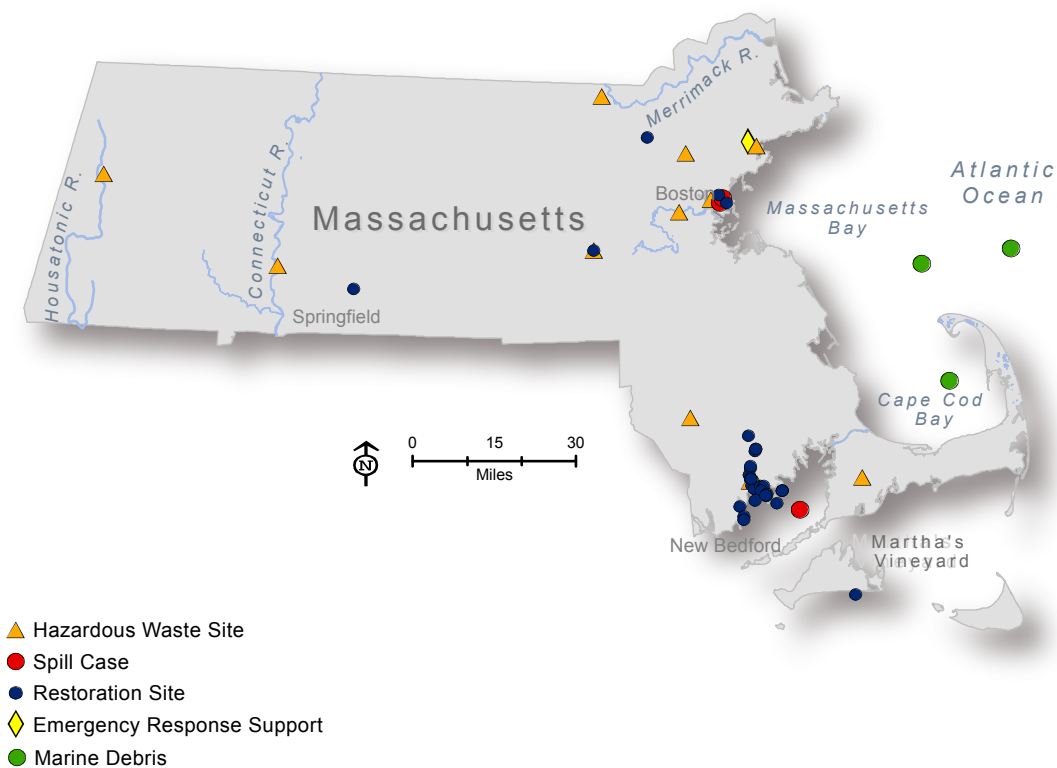 Merrimack R.
Housatonic R.
Connecticut R.
Massachusetts
Boston
Atlantic
Ocean
Massachusetts
Bay
Springfield
Cape Cod
Bay
N
0 15 30
Miles
New Bedford
Martha's
Vineyard
Hazardous Waste Site
Spill Case
Restoration Site
Emergency Response Support
Marine Debris